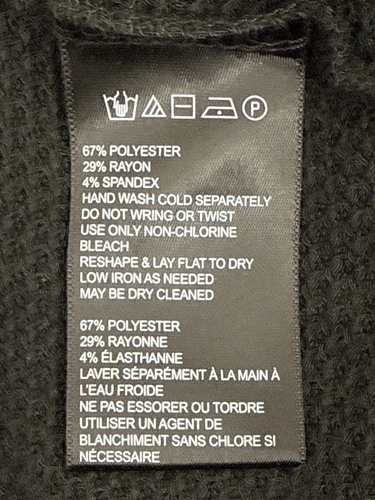 P
67% POLYESTER
29% RAYON
4% SPANDEX
HAND WASH COLD SEPARATELY
DO NOT WRING OR TWIST
USE ONLY NON-CHLORINE
BLEACH
RESHAPE & LAY FLAT TO DRY
LOW IRON AS NEEDED
MAY BE DRY CLEANED
67% POLYESTER
29% RAYONNE
4% ÉLASTHANNE
LAVER SÉPARÉMENT À LA MAIN À
L'EAU FROIDE
NE PAS ESSORER OU TORDRE
UTILISER UN AGENT DE
BLANCHIMENT SANS CHLORE SI
NÉCESSAIRE